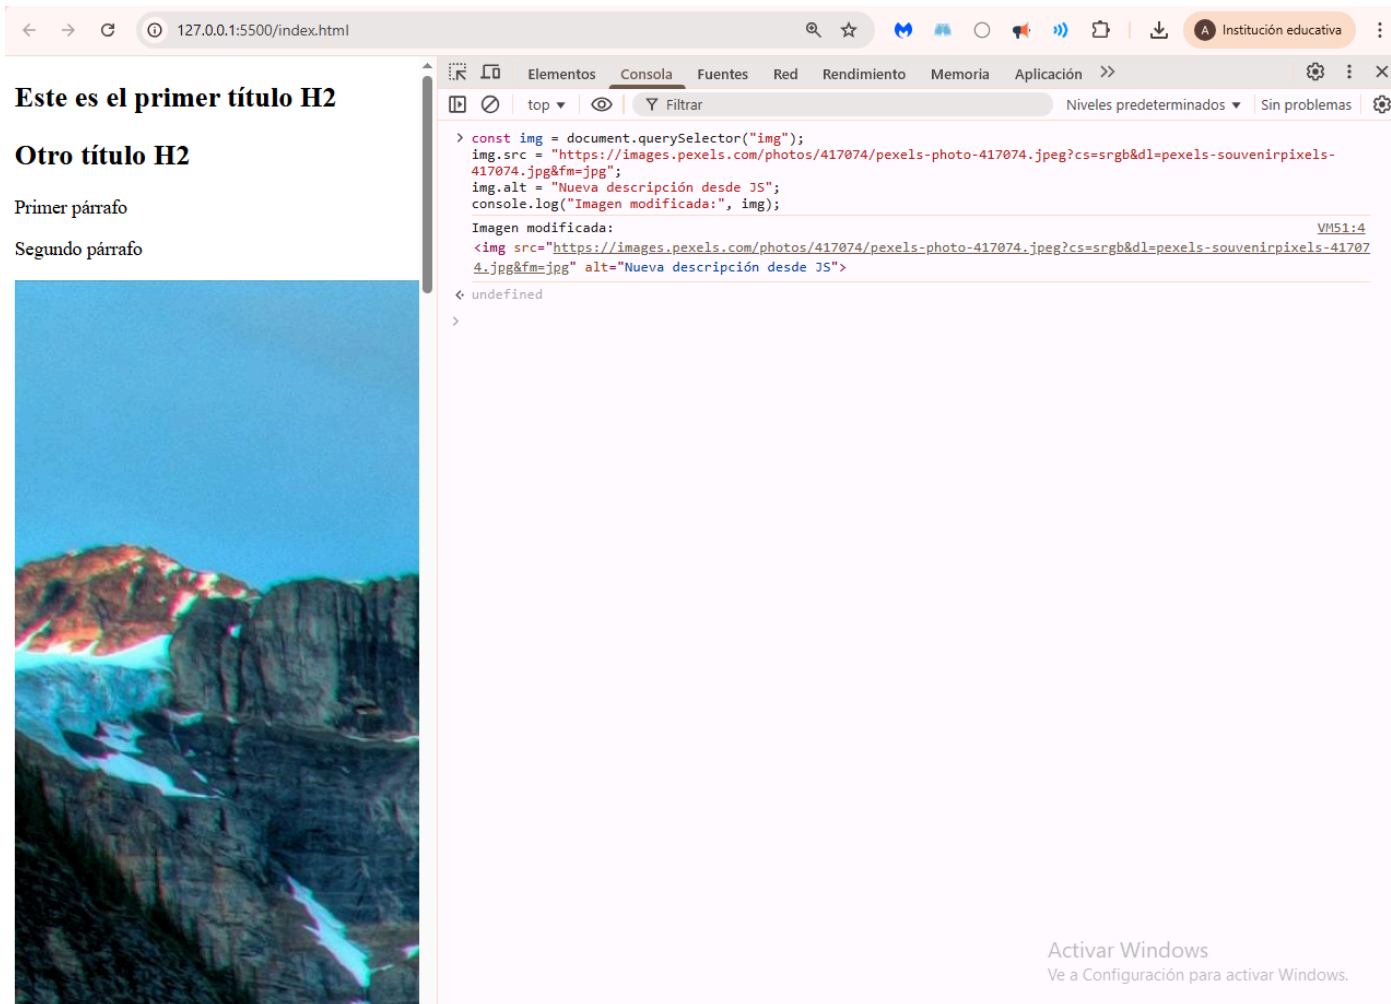 127.0.0.1:5500/index.html
A Institución educativa
Este es el primer título H2
Otro título H2
Primer párrafo
Segundo párrafo
Elementos Consola Fuentes Red Rendimiento Memoria Aplicación
top Filtrar Niveles predeterminados Sin problemas
const img = document.querySelector("img");
img.src = "https://images.pexels.com/photos/417074/pexels-photo-417074.jpeg?cs=srgb&dl=pexels-souvenirpixels-
417074.jpg&fm=jpg";
img.alt = "Nueva descripción desde JS";
console.log("Imagen modificada:", img);
Imagen modificada: VM51:4
<img src="https://images.pexels.com/photos/417074/pexels-photo-417074.jpeg?cs=srgb&dl=pexels-souvenirpixels-41707
4.jpg&fm=jpg" alt="Nueva descripción desde JS">
undefined
Activar Windows
Ve a Configuración para activar Windows.